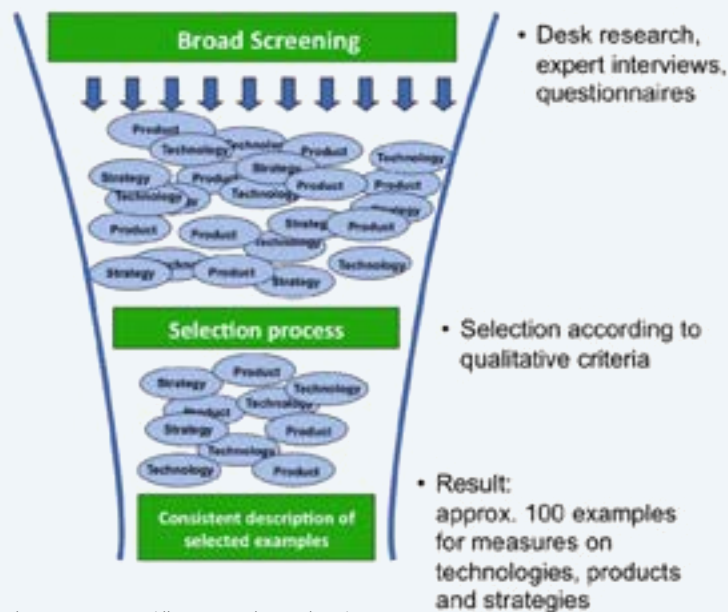 Broad Screening
• Desk research,
expert interviews,
questionnaires
Product
Technology
Product
Technology
Strategy
Strategy
Product
Product
Technology
Technology
Product
Strategy
Product
Product
Strategy
Product
Technology
Strategy
Product
Strategy
Technology
Selection process
• Selection according to
qualitative criteria
Product
Strategy
Technology
Technology
Product
Strategy
Product
Technology
Technology
Product
Consistent description of
selected examples
• Result:
approx. 100 examples
for measures on
technologies, products
and strategies